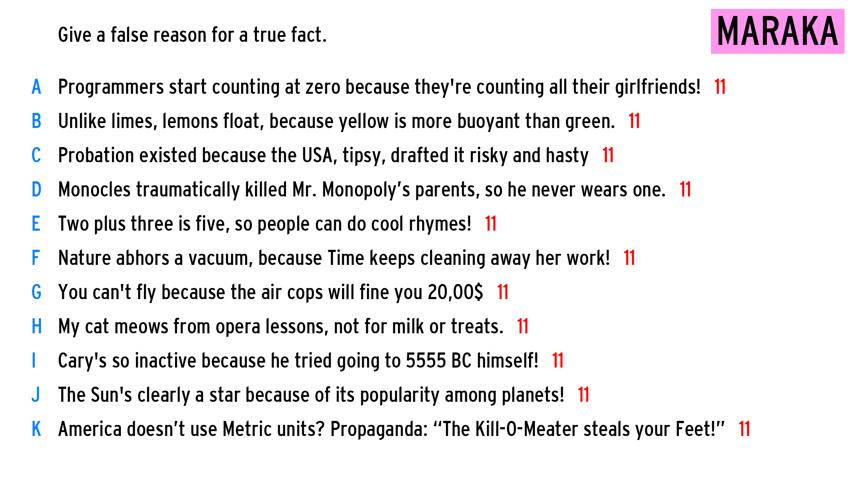 Give a false reason for a true fact.
MARAKA
A Programmers start counting at zero because they're counting all their girlfriends! 11
B Unlike limes, lemons float, because yellow is more buoyant than green. 11
C Probation existed because the USA, tipsy, drafted it risky and hasty 11
D Monocles traumatically killed Mr. Monopoly’s parents, so he never wears one. 11
E Two plus three is five, so people can do cool rhymes! 11
F Nature abhors a vacuum, because Time keeps cleaning away her work! 11
G You can't fly because the air cops will fine you 20,00$ 11
H My cat meows from opera lessons, not for milk or treats. 11
I Cary's so inactive because he tried going to 5555 BC himself! 11
J The Sun's clearly a star because of its popularity among planets! 11
K America doesn’t use Metric units? Propaganda: “The Kill-O-Meater steals your Feet!” 11